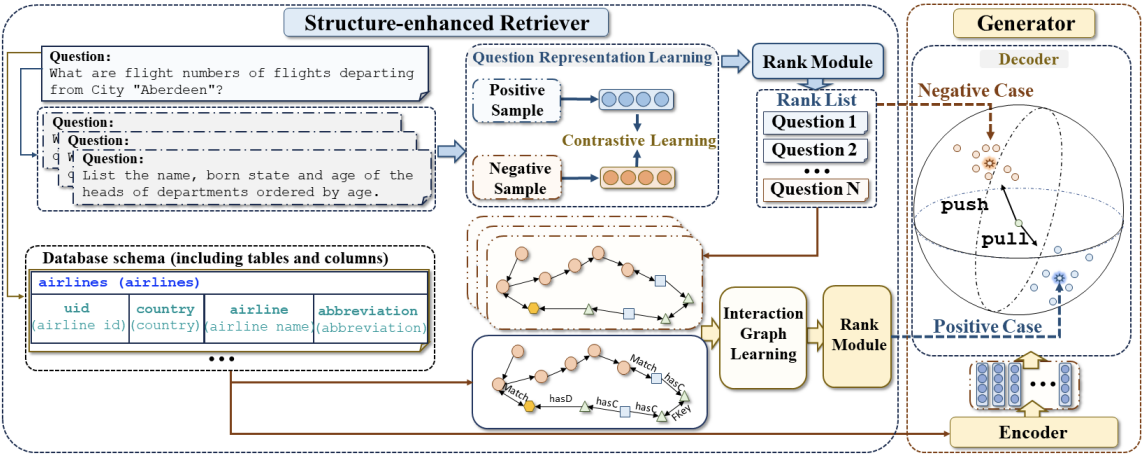 Structure-enhanced Retriever
Generator
Question:
What are flight numbers of flights departing
from City "Aberdeen"?
Question:
Question:
Question:
List the name, born state and age of the
heads of departments ordered by age.
Question Representation Learning
Positive
Sample
Contrastive Learning
Negative
Sample
Rank Module
Rank List
Question 1
Question 2
•••
Question N
Database schema (including tables and columns)
airlines (airlines)
uid
(airline id)
country
(country)
airline
(airline name)
abbreviation
(abbreviation)
•••
Match
hasD
hasC
hasC
FKey
hasC
Match
Interaction
Graph
Learning
Rank
Module
Decoder
Negative Case
push
pull
Positive Case
•••
Encoder